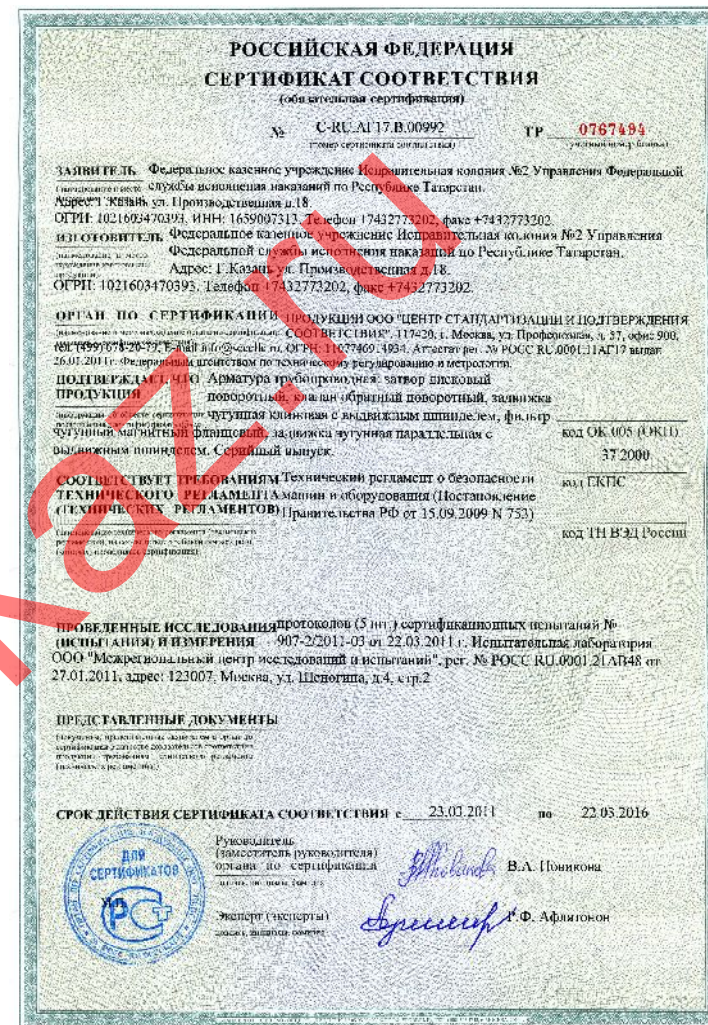 РОССИЙСКАЯ ФЕДЕРАЦИЯ
СЕРТИФИКАТ СООТВЕТСТВИЯ
(обязательная сертификация)
№ C-RU.АГ17.В.00992 ТР 0767494
(номер сертификата соответствия) (учетный номер бланка)
ЗАЯВИТЕЛЬ Федеральное казенное учреждение Исправительная колония №2 Управления Федеральной
службы исполнения наказаний по Республике Татарстан.
Адрес: Г.Казань ул. Производственная д.18.
ОГРН: 1021603470393, ИНН: 1659007313. Телефон +7432773202, факс +7432773202
ИЗГОТОВИТЕЛЬ Федеральное казенное учреждение Исправительная колония №2 Управления
Федеральной службы исполнения наказаний по Республике Татарстан.
Адрес: Г.Казань ул. Производственная д.18.
ОГРН: 1021603470393. Телефон +7432773202, факс +7432773202.
ОРГАН ПО СЕРТИФИКАЦИИ ПРОДУКЦИИ ООО "ЦЕНТР СТАНДАРТИЗАЦИИ И ПОДТВЕРЖДЕНИЯ
СООТВЕТСТВИЯ", 117420, г. Москва, ул. Профсоюзная, д. 57, офис 900,
26.01.2011г. Федеральным агентством по техническому регулированию и метрологии.
ПОДТВЕРЖДАЕТ, ЧТО Арматура трубопроводная: затвор дисковый
ПРОДУКЦИЯ поворотный, клапан обратный поворотный, задвижка
чугунная клиновая с выдвижным шпинделем, фильтр
чугунный магнитный фланцевый, задвижка чугунная параллельная с код ОК 005 (ОКП)
выдвижным шпинделем. Серийный выпуск. 37 2000
СООТВЕТСТВУЕТ ТРЕБОВАНИЯМ Технический регламент о безопасности код ЕКПС
ТЕХНИЧЕСКОГО РЕГЛАМЕНТА машин и оборудования (Постановление
(ТЕХНИЧЕСКИХ РЕГЛАМЕНТОВ) Правительства РФ от 15.09.2009 N 753)
код ТН ВЭД России
ПРОВЕДЕННЫЕ ИССЛЕДОВАНИЯ протоколов (5 шт.) сертификационных испытаний №
(ИСПЫТАНИЯ) И ИЗМЕРЕНИЯ 907-2/2011-03 от 22.03.2011 г. Испытательная лаборатория
ООО "Межрегиональный центр исследований и испытаний", рег. № РОСС RU.0001.21АВ48 от
27.01.2011, адрес: 123007, Москва, ул. Шеногина, д.4, стр.2
ПРЕДСТАВЛЕННЫЕ ДОКУМЕНТЫ
СРОК ДЕЙСТВИЯ СЕРТИФИКАТА СООТВЕТСТВИЯ с 23.03.2011 по 22.03.2016
Руководитель
(заместитель руководителя)
органа по сертификации В.А. Поникова
Эксперт (эксперты) Р.Ф. Афлятонов
ДЛЯ
СЕРТИФИКАТОВ
М.П.
az.ru